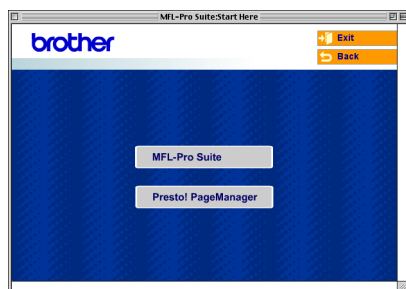 MFL-Pro Suite:Start Here
brother
Exit
Back
MFL-Pro Suite
Presto! PageManager